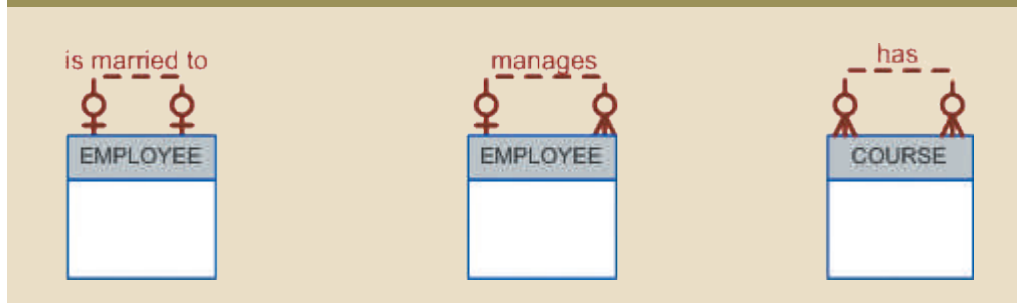 is married to
manages
has
EMPLOYEE
EMPLOYEE
COURSE